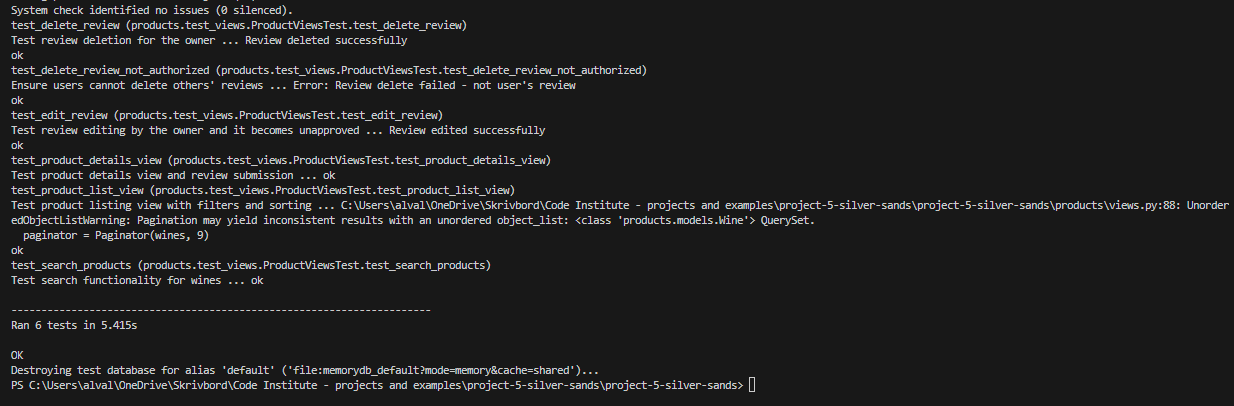 System check identified no issues (0 silenced).
test_delete_review (products.test_views.ProductViewsTest.test_delete_review)
Test review deletion for the owner ... Review deleted successfully
ok
test_delete_review_not_authorized (products.test_views.ProductViewsTest.test_delete_review_not_authorized)
Ensure users cannot delete others' reviews ... Error: Review delete failed - not user's review
ok
test_edit_review (products.test_views.ProductViewsTest.test_edit_review)
Test review editing by the owner and it becomes unapproved ... Review edited successfully
ok
test_product_details_view (products.test_views.ProductViewsTest.test_product_details_view)
Test product details view and review submission ... ok
test_product_list_view (products.test_views.ProductViewsTest.test_product_list_view)
Test product listing view with filters and sorting ... C:\Users\alval\OneDrive\Skrivbord\Code Institute - projects and examples\project-5-silver-sands\project-5-silver-sands\products\views.py:88: Unorder
edObjectListWarning: Pagination may yield inconsistent results with an unordered object_list: <class 'products.models.Wine'> QuerySet.
  paginator = Paginator(wines, 9)
ok
test_search_products (products.test_views.ProductViewsTest.test_search_products)
Test search functionality for wines ... ok
----------------------------------------------------------------------
Ran 6 tests in 5.415s
OK
Destroying test database for alias 'default' ('file:memorydb_default?mode=memory&cache=shared')...
PS C:\Users\alval\OneDrive\Skrivbord\Code Institute - projects and examples\project-5-silver-sands\project-5-silver-sands>